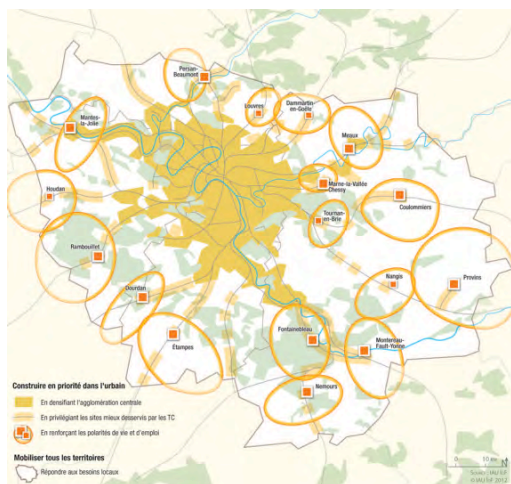 Persan-
Beaumont
Louvres
Dammartin-
en-Goële
Mantes-
la-Jolie
Meaux
Marne-la-Vallée
Chessy
Houdan
Coulommiers
Tournan-
en-Brie
Rambouillet
Dourdan
Nangis
Provins
Étampes
Fontainebleau
Montereau-
Fault-Yonne
Nemours
Construire en priorité dans l'urbain
En densifiant l'agglomération centrale
En privilégiant les sites mieux desservis par les TC
En renforçant les polarités de vie et d'emploi
Mobiliser tous les territoires
Répondre aux besoins locaux
0 10 km
N
Source : IAU îdF
© IAU îdF 2012